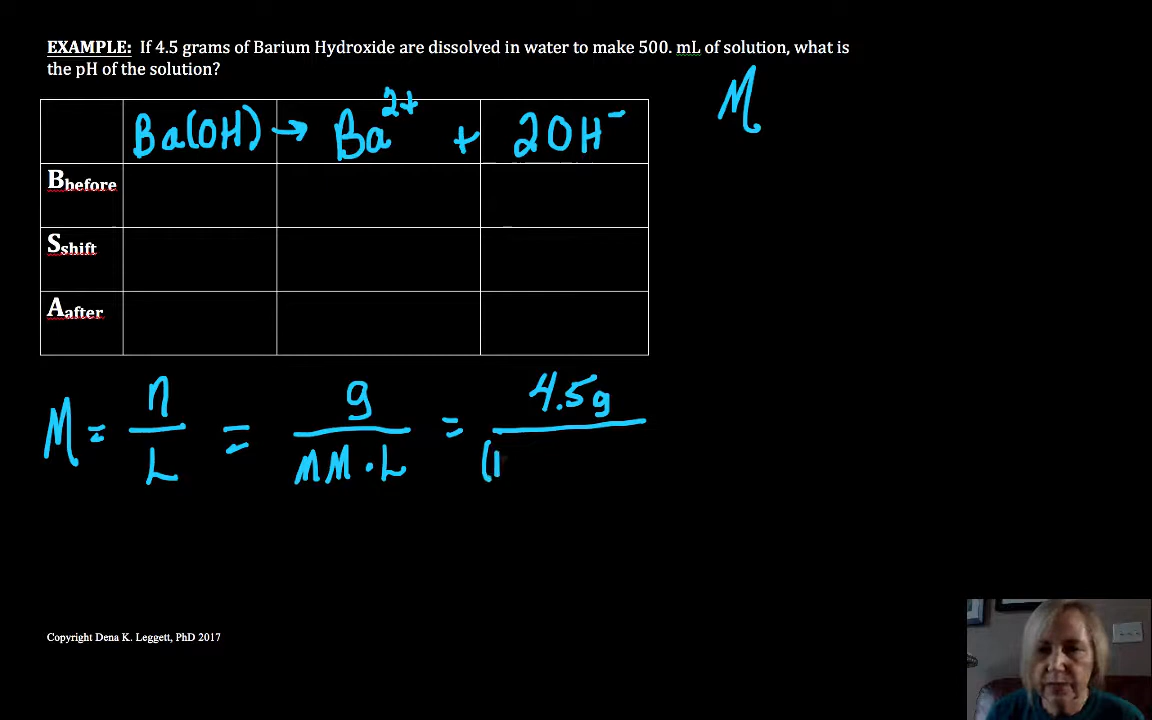 EXAMPLE: If 4.5 grams of Barium Hydroxide are dissolved in water to make 500. mL of solution, what is
the pH of the solution?
M
Ba(OH) → Ba²⁺ + 2OH⁻
Bbefore
Sshift
Aafter
M = n/L = g/MM·L = 4.5g/(1
Copyright Dena K. Leggett, PhD 2017